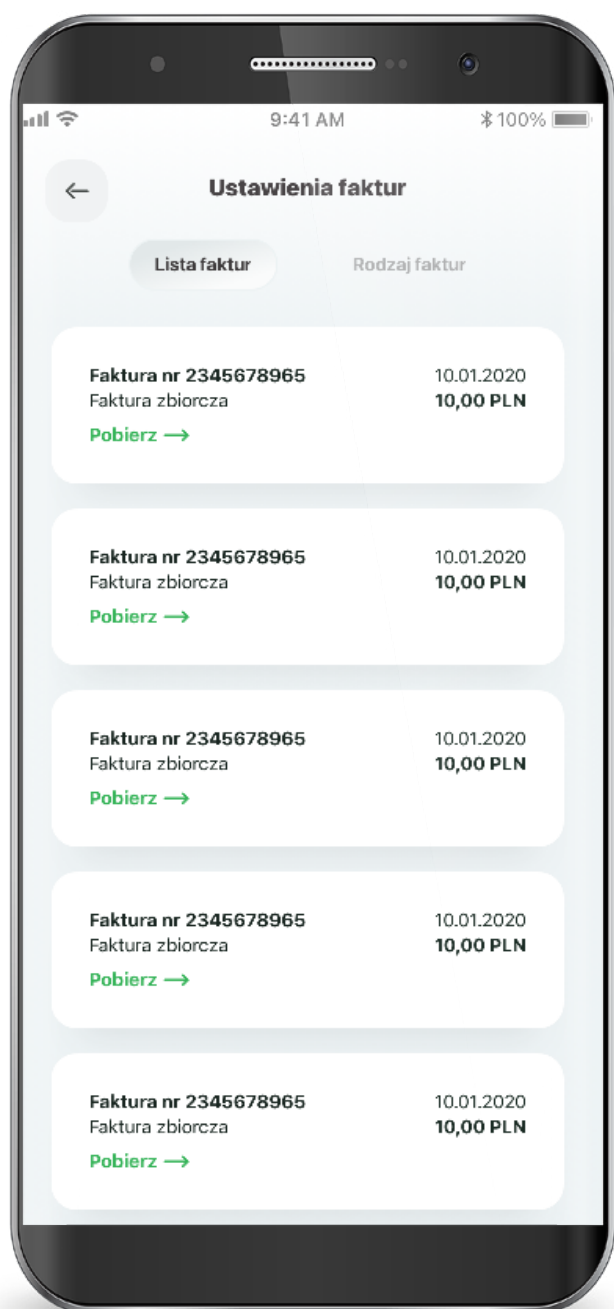 9:41 AM
100%
Ustawienia faktur
Lista faktur
Rodzaj faktur
Faktura nr 2345678965
10.01.2020
Faktura zbiorcza
10,00 PLN
Pobierz →
Faktura nr 2345678965
10.01.2020
Faktura zbiorcza
10,00 PLN
Pobierz →
Faktura nr 2345678965
10.01.2020
Faktura zbiorcza
10,00 PLN
Pobierz →
Faktura nr 2345678965
10.01.2020
Faktura zbiorcza
10,00 PLN
Pobierz →
Faktura nr 2345678965
10.01.2020
Faktura zbiorcza
10,00 PLN
Pobierz →